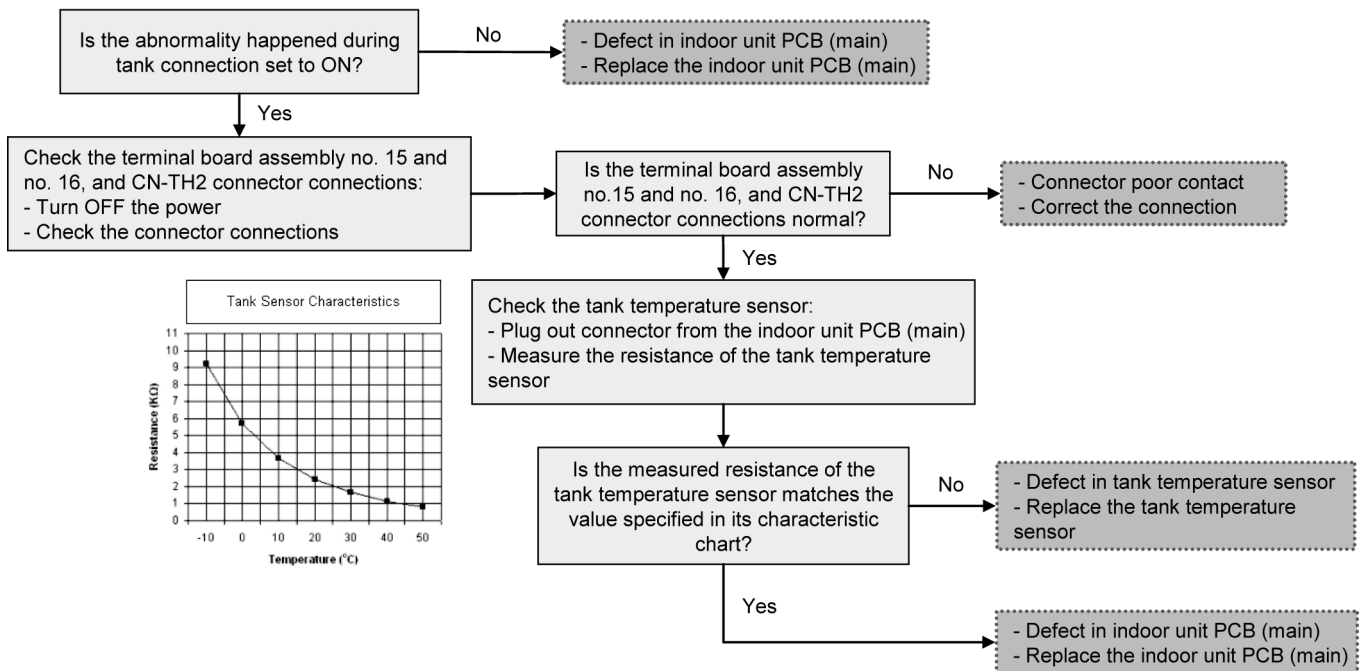 Is the abnormality happened during
tank connection set to ON?
No
- Defect in indoor unit PCB (main)
- Replace the indoor unit PCB (main)
Yes
Check the terminal board assembly no. 15 and
no. 16, and CN-TH2 connector connections:
- Turn OFF the power
- Check the connector connections
Is the terminal board assembly
no.15 and no. 16, and CN-TH2
connector connections normal?
No
- Connector poor contact
- Correct the connection
Yes
Check the tank temperature sensor:
- Plug out connector from the indoor unit PCB (main)
- Measure the resistance of the tank temperature
sensor
Tank Sensor Characteristics
Resistance (KΩ)
11
10
9
8
7
6
5
4
3
2
1
0
-10 0 10 20 30 40 50
Temperature (°C)
Is the measured resistance of the
tank temperature sensor matches the
value specified in its characteristic
chart?
No
- Defect in tank temperature sensor
- Replace the tank temperature
sensor
Yes
- Defect in indoor unit PCB (main)
- Replace the indoor unit PCB (main)